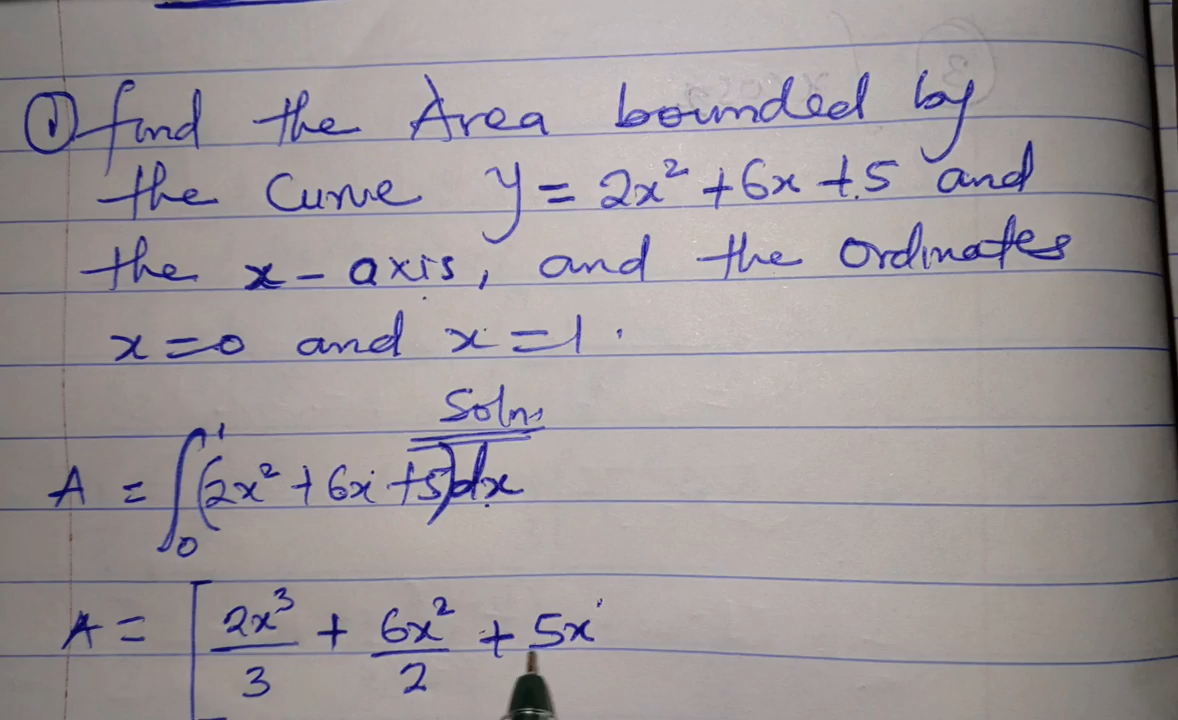 ① find the Area bounded by
the Curve y = 2x² + 6x + 5 and
the x - axis, and the ordinates
x = 0 and x = 1.
Soln.
A = ∫₀¹ (2x² + 6x + 5)dx
A = [ 2x³/3 + 6x²/2 + 5x